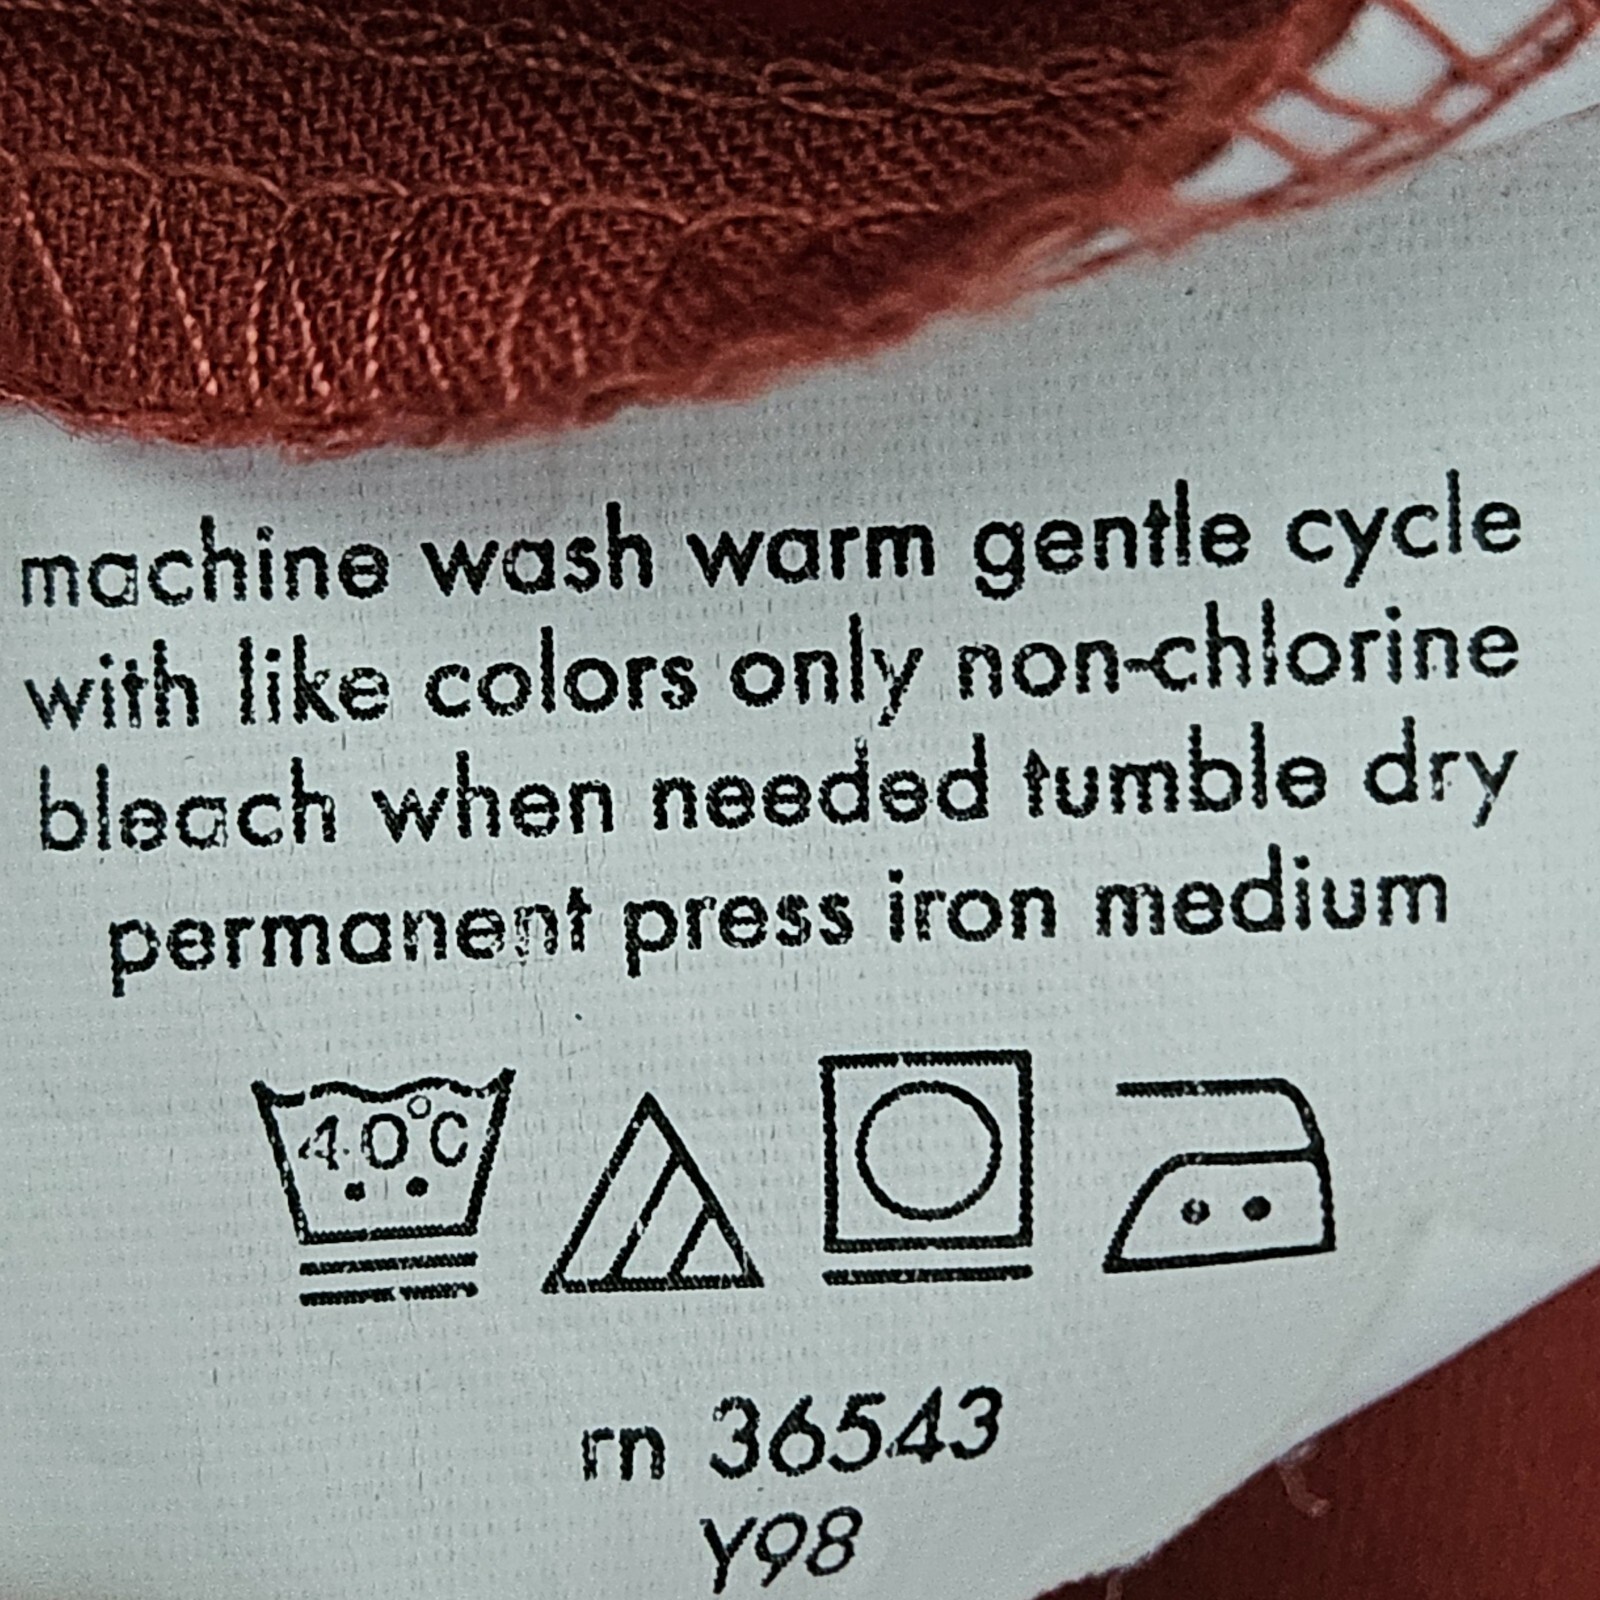 machine wash warm gentle cycle
with like colors only non-chlorine
bleach when needed tumble dry
permanent press iron medium
40°C
rn 36543
Y98